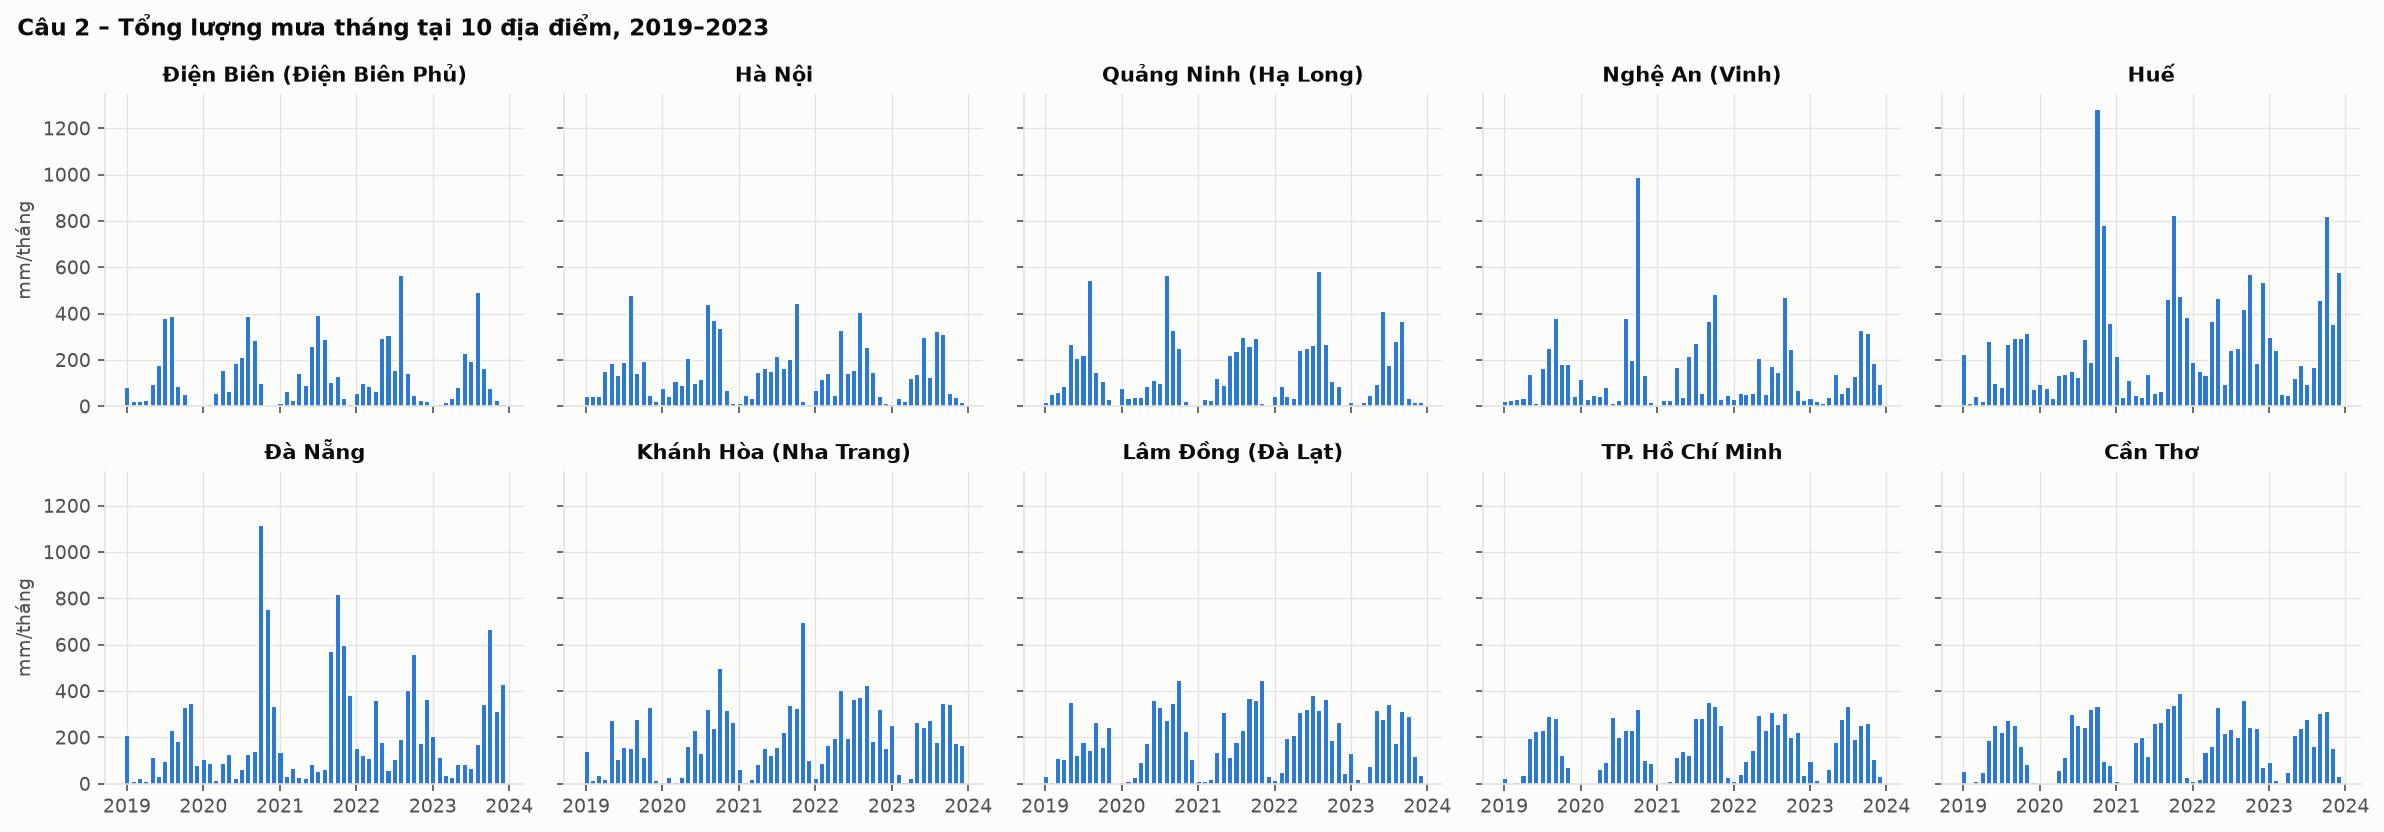 Câu 2 – Tổng lượng mưa tháng tại 10 địa điểm, 2019–2023
Điện Biên (Điện Biên Phủ)
Hà Nội
Quảng Ninh (Hạ Long)
Nghệ An (Vinh)
Huế
mm/tháng
1200
1000
800
600
400
200
0
Đà Nẵng
Khánh Hòa (Nha Trang)
Lâm Đồng (Đà Lạt)
TP. Hồ Chí Minh
Cần Thơ
mm/tháng
1200
1000
800
600
400
200
0
2019 2020 2021 2022 2023 2024
2019 2020 2021 2022 2023 2024
2019 2020 2021 2022 2023 2024
2019 2020 2021 2022 2023 2024
2019 2020 2021 2022 2023 2024